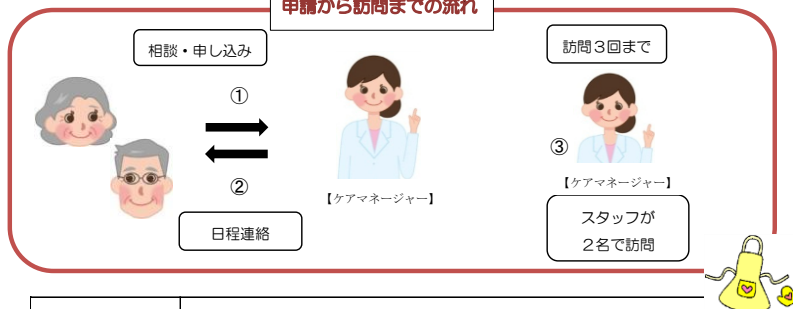 申請から訪問までの流れ
相談・申し込み
訪問3回まで
①
③
②
【ケアマネージャー】
【ケアマネージャー】
日程連絡
スタッフが
2名で訪問